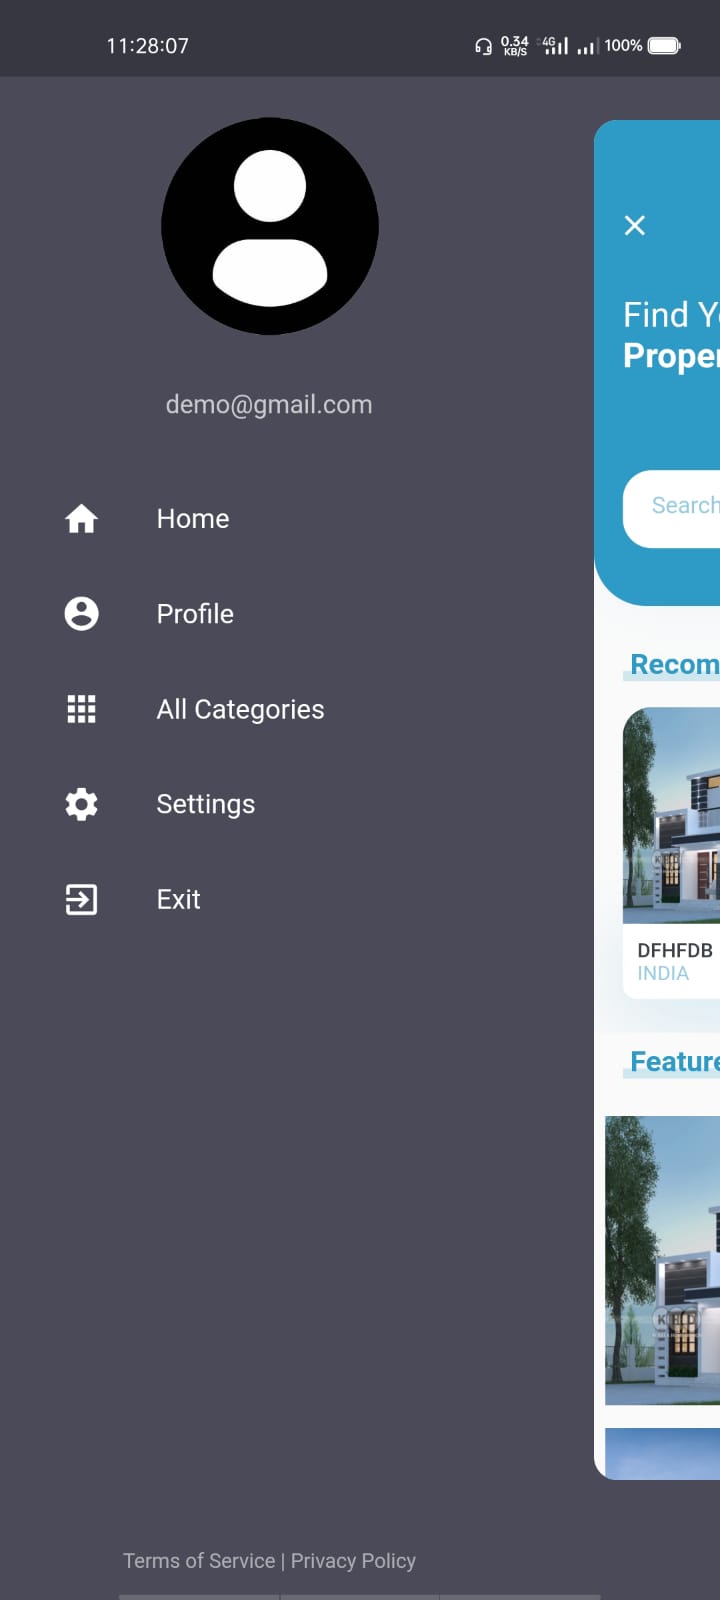 11:28:07
0.34 KB/S 4G 100%
demo@gmail.com
Home
Profile
All Categories
Settings
Exit
Find Y
Proper
Search
Recom
DFHFDB
INDIA
Feature
KHD
Terms of Service | Privacy Policy